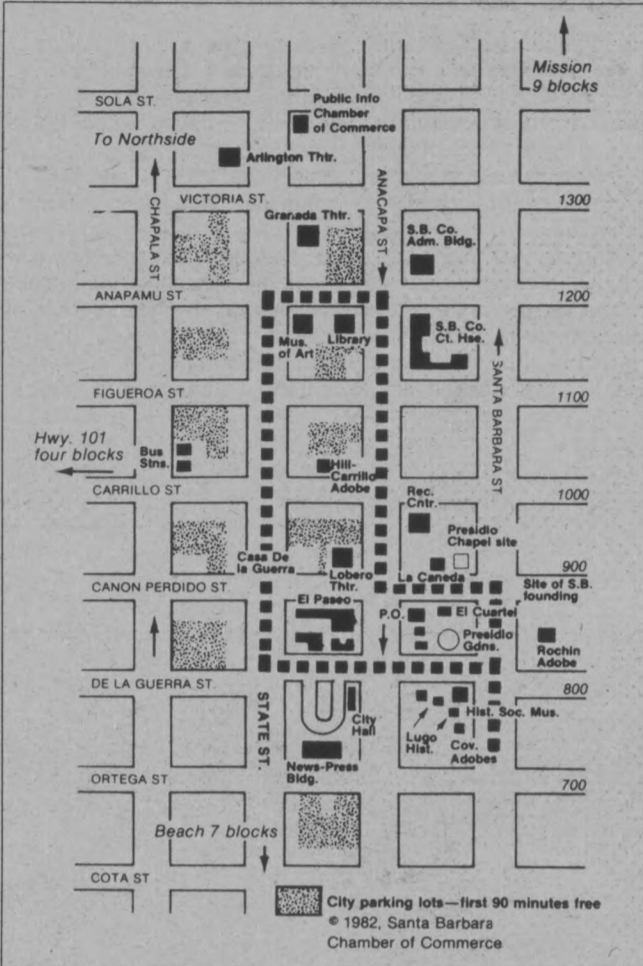 Mission
9 blocks
SOLA ST.
Public Info
Chamber
of Commerce
To Northside
Arlington Thtr.
CHAPALA ST.
VICTORIA ST.
ANACAPA ST.
1300
Granada Thtr.
S.B. Co.
Adm. Bldg.
ANAPAMU ST.
1200
Mus.
of Art
Library
S.B. Co.
Ct. Hse.
SANTA BARBARA ST.
FIGUEROA ST.
1100
Hwy. 101
four blocks
Bus
Stns.
Hill-
Carrillo
Adobe
CARRILLO ST
1000
Rec.
Cntr.
Presidio
Chapel site
Casa De
la Guerra
Lobero
Thtr.
La Caneda
900
CANON PERDIDO ST.
Site of S.B.
founding
El Paseo
P.O.
El Cuartel
Presidio
Gdns.
Rochin
Adobe
DE LA GUERRA ST.
800
STATE ST.
City
Hall
Lugo
Hist.
Hist. Soc. Mus.
Cov.
Adobes
News-Press
Bldg.
ORTEGA ST.
700
Beach 7 blocks
COTA ST
City parking lots—first 90 minutes free
© 1982, Santa Barbara
Chamber of Commerce